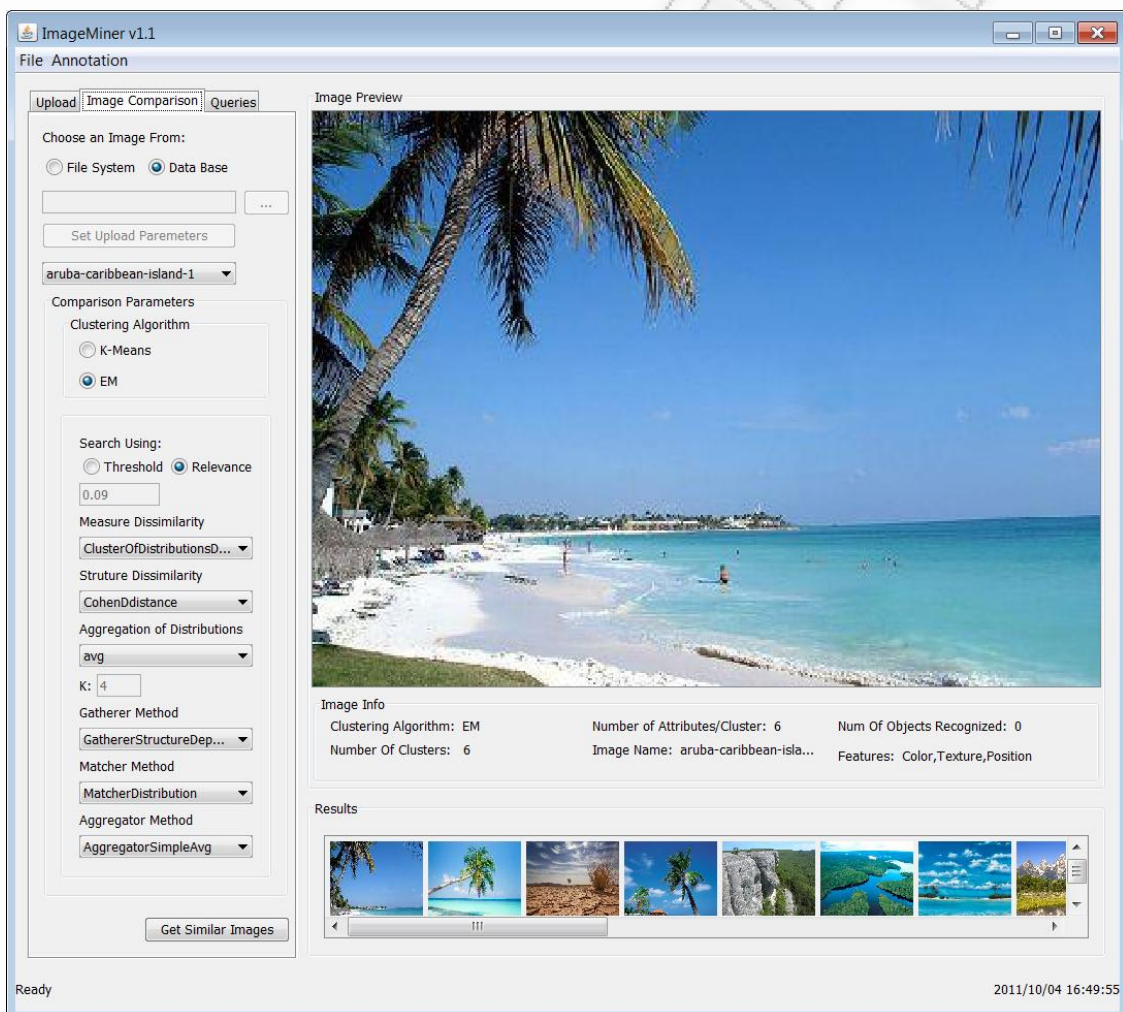 ImageMiner v1.1
File Annotation
Upload Image Comparison Queries
Choose an Image From:
File System Data Base
...
Set Upload Paremeters
aruba-caribbean-island-1
Comparison Parameters
Clustering Algorithm
K-Means
EM
Search Using:
Threshold Relevance
0.09
Measure Dissimilarity
ClusterOfDistributionsD...
Struture Dissimilarity
CohenDdistance
Aggregation of Distributions
avg
K: 4
Gatherer Method
GathererStructureDep...
Matcher Method
MatcherDistribution
Aggregator Method
AggregatorSimpleAvg
Get Similar Images
Image Preview
Image Info
Clustering Algorithm: EM Number of Attributes/Cluster: 6 Num Of Objects Recognized: 0
Number Of Clusters: 6 Image Name: aruba-caribbean-isla... Features: Color,Texture,Position
Results
Ready 2011/10/04 16:49:55